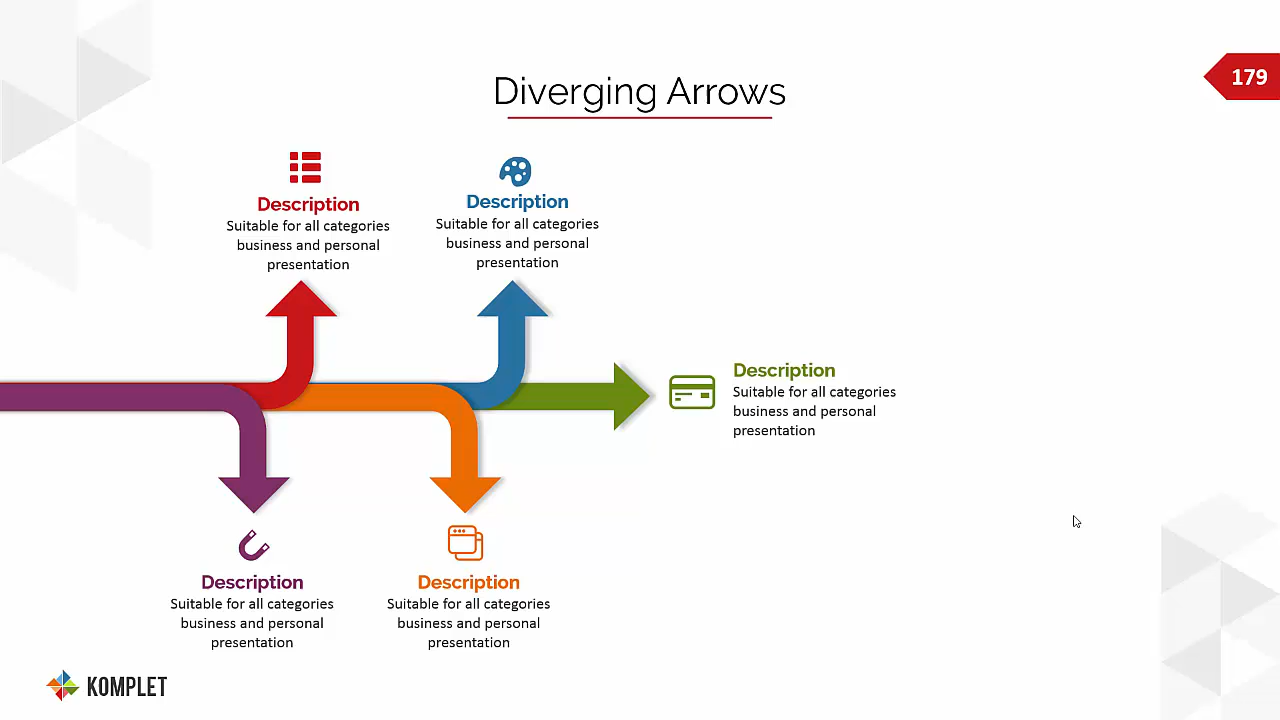 Diverging Arrows
179
Description
Suitable for all categories
business and personal
presentation
Description
Suitable for all categories
business and personal
presentation
Description
Suitable for all categories
business and personal
presentation
Description
Suitable for all categories
business and personal
presentation
Description
Suitable for all categories
business and personal
presentation
KOMPLET